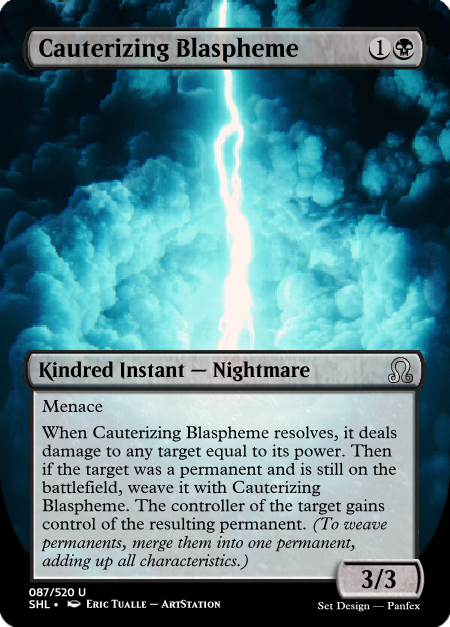 Cauterizing Blaspheme 1
Kindred Instant — Nightmare
Menace
When Cauterizing Blaspheme resolves, it deals
damage to any target equal to its power. Then
if the target was a permanent and is still on the
battlefield, weave it with Cauterizing
Blaspheme. The controller of the target gains
control of the resulting permanent. (To weave
permanents, merge them into one permanent,
adding up all characteristics.)
3/3
087/520 U
SHL • Eric Tualle — ArtStation
Set Design — Panfex